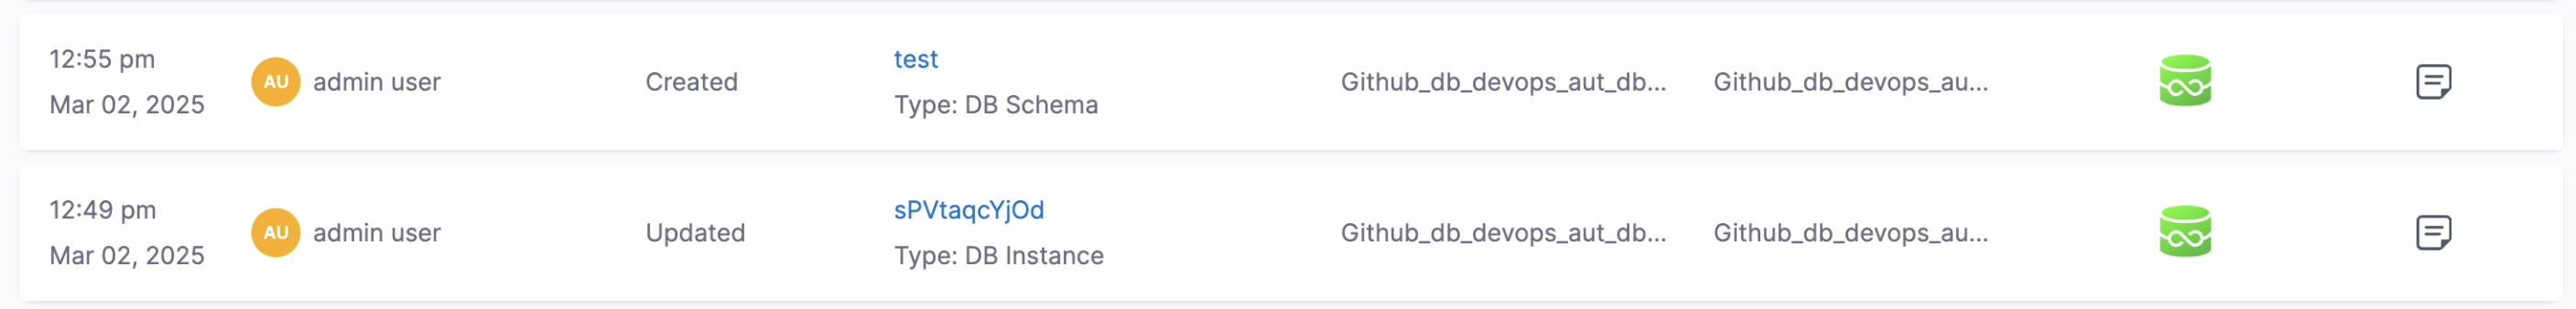 12:55 pm
Mar 02, 2025
AU admin user
Created
test
Type: DB Schema
Github_db_devops_aut_db...
Github_db_devops_au...
12:49 pm
Mar 02, 2025
AU admin user
Updated
sPVtaqcYjOd
Type: DB Instance
Github_db_devops_aut_db...
Github_db_devops_au...